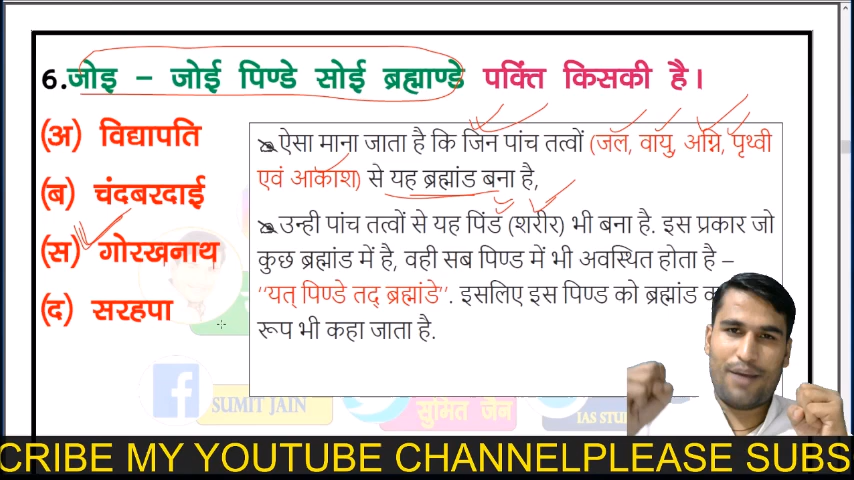 6.जोइ – जोई पिण्डे सोई ब्रह्माण्डे पक्तिं किसकी है।
(अ) विद्यापति
(ब) चंदबरदाई
(स) गोरखनाथ
(द) सरहपा
ऐसा माना जाता है कि जिन पांच तत्वों (जल, वायु, अग्नि, पृथ्वी
एवं आकाश) से यह ब्रह्मांड बना है,
उन्ही पांच तत्वों से यह पिंड (शरीर) भी बना है. इस प्रकार जो
कुछ ब्रह्मांड में है, वही सब पिण्ड में भी अवस्थित होता है –
‘‘यत् पिण्डे तद् ब्रह्मांडे’’. इसलिए इस पिण्ड को ब्रह्मांड
रूप भी कहा जाता है.
SUMIT JAIN
सुमित जैन
IAS
CRIBE MY YOUTUBE CHANNELPLEASE SUBS